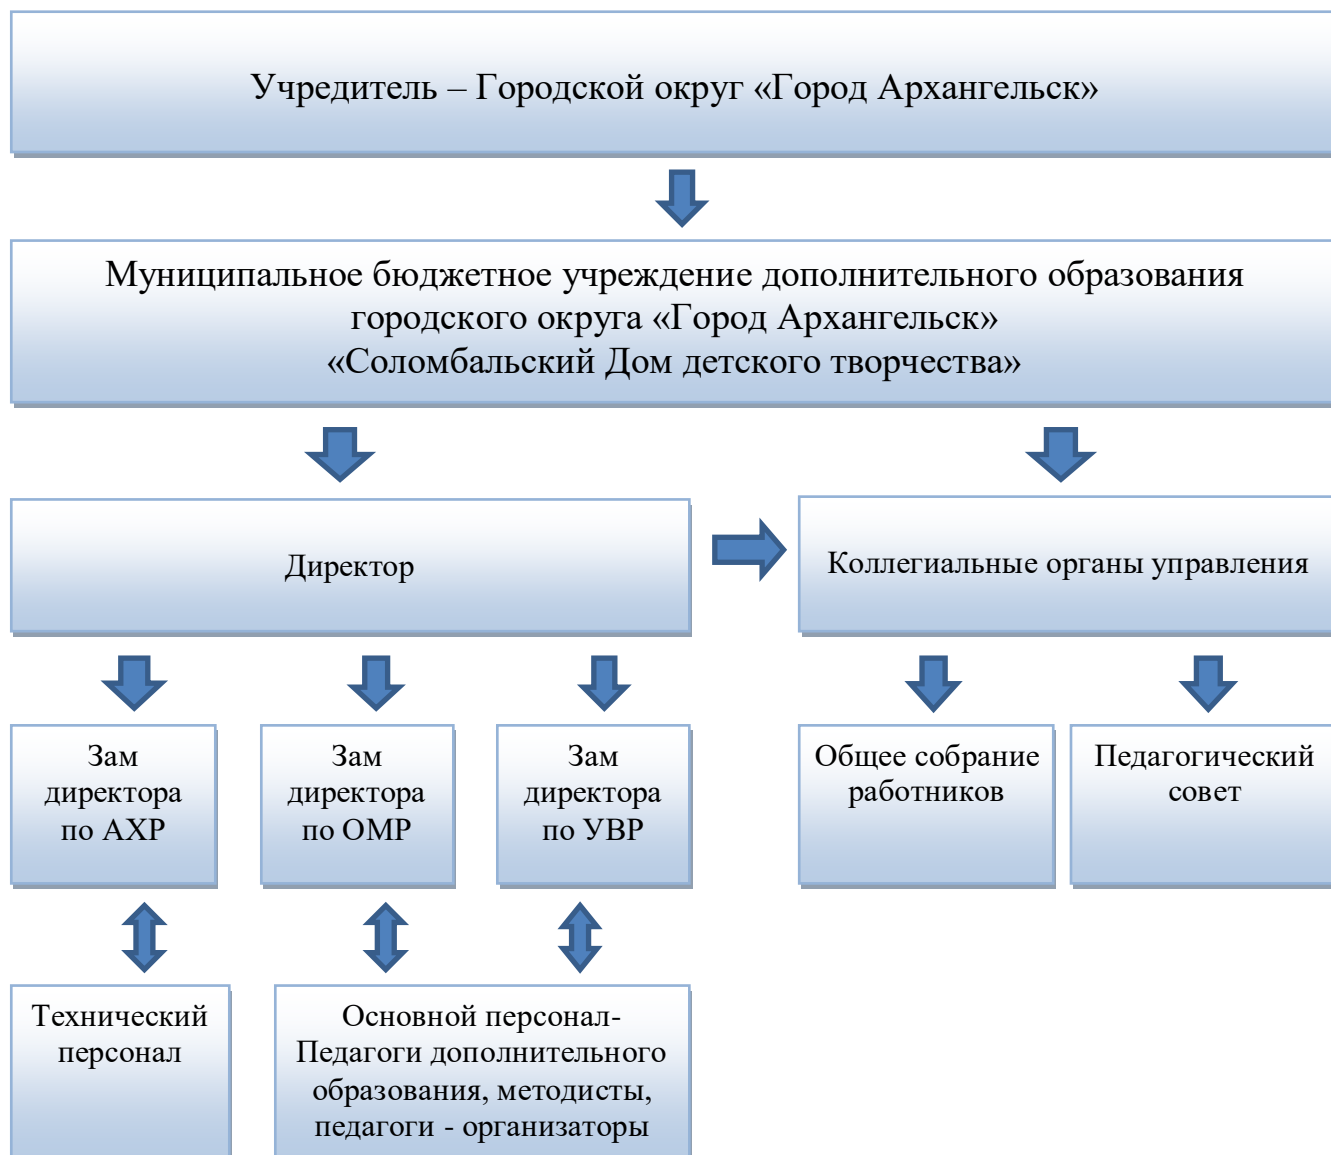 Учредитель – Городской округ «Город Архангельск»
Муниципальное бюджетное учреждение дополнительного образования
городского округа «Город Архангельск»
«Соломбальский Дом детского творчества»
Директор
Коллегиальные органы управления
Зам
директора
по АХР
Зам
директора
по ОМР
Зам
директора
по УВР
Общее собрание
работников
Педагогический
совет
Технический
персонал
Основной персонал-
Педагоги дополнительного
образования, методисты,
педагоги - организаторы